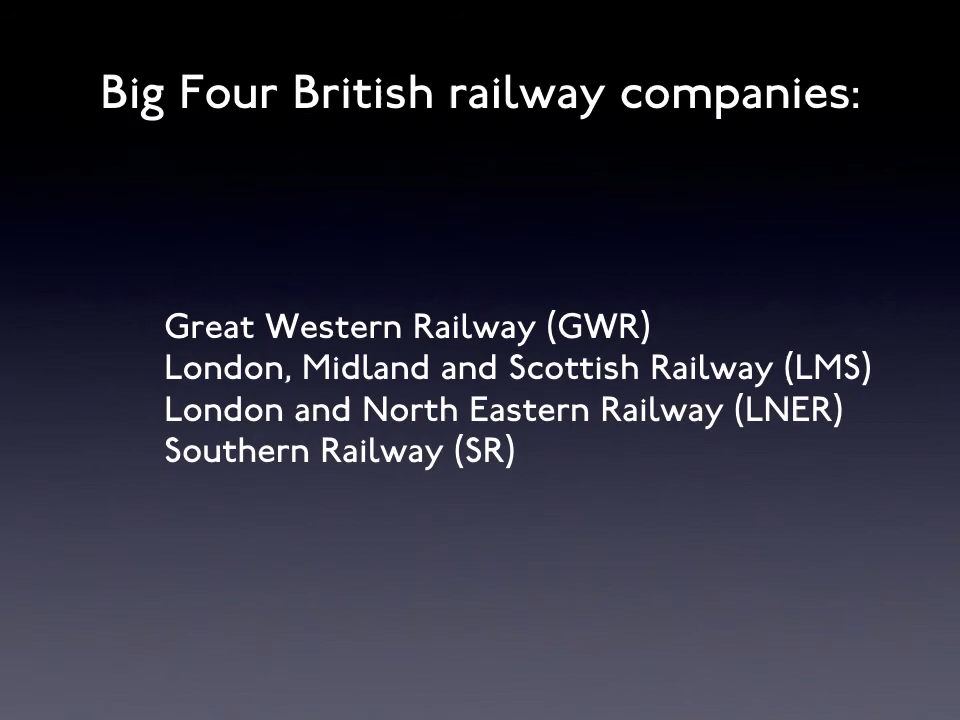 Big Four British railway companies:
Great Western Railway (GWR)
London, Midland and Scottish Railway (LMS)
London and North Eastern Railway (LNER)
Southern Railway (SR)